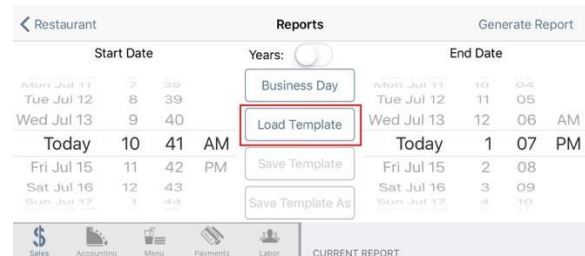 Restaurant Reports Generate Report
Start Date Years: End Date
Mon Jul 11 7 38 Business Day Mon Jul 11 10 04
Tue Jul 12 8 39 Tue Jul 12 11 05
Wed Jul 13 9 40 Load Template Wed Jul 13 12 06 AM
Today 10 41 AM Today 1 07 PM
Fri Jul 15 11 42 PM Save Template Fri Jul 15 2 08
Sat Jul 16 12 43 Sat Jul 16 3 09
Sun Jul 17 1 44 Save Template As Sun Jul 17 4 10
Sales Accounting Menu Payments Labor CURRENT REPORT